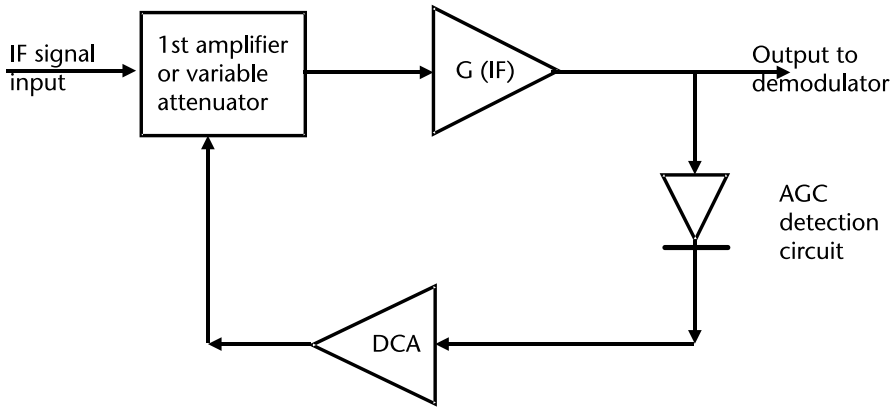 IF signal
input
1st amplifier
or variable
attenuator
G (IF)
Output to
demodulator
AGC
detection
circuit
DCA